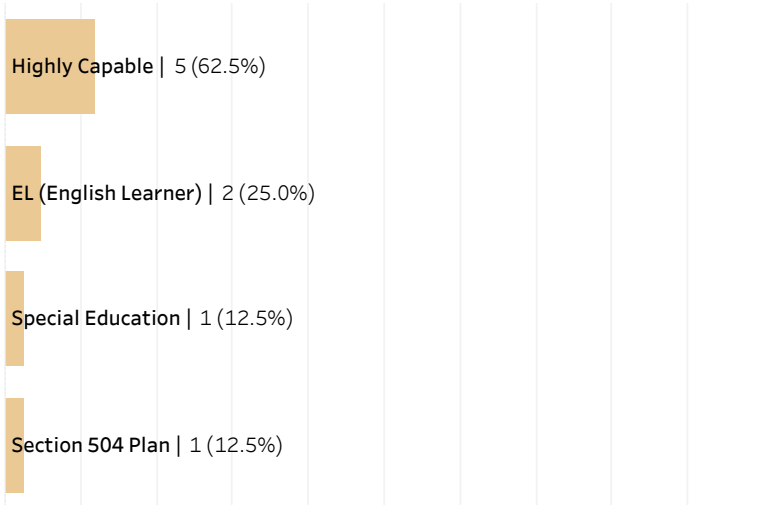 Highly Capable | 5 (62.5%)
EL (English Learner) | 2 (25.0%)
Special Education | 1 (12.5%)
Section 504 Plan | 1 (12.5%)